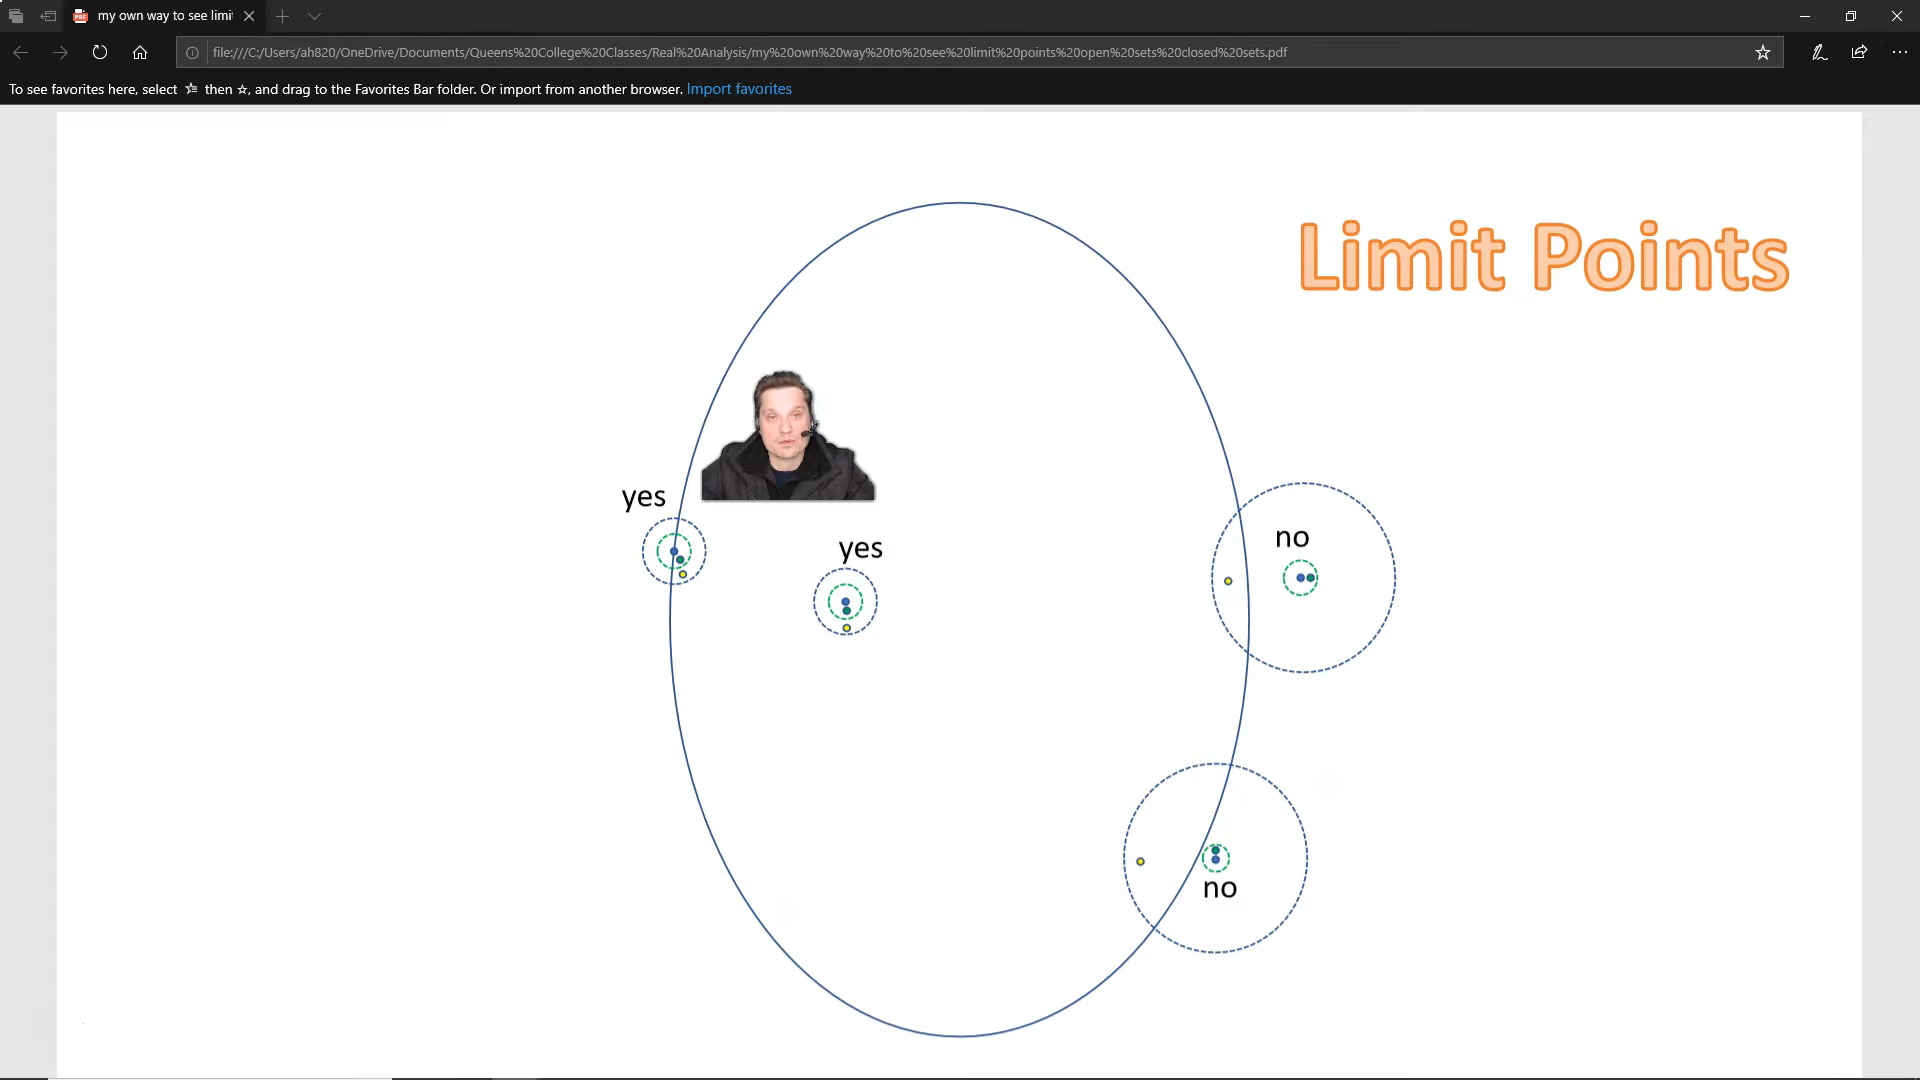 my own way to see limit
file:///C:/Users/ah820/OneDrive/Documents/Queens%20College%20Classes/Real%20Analysis/my%20own%20way%20to%20see%20limit%20points%20open%20sets%20closed%20sets.pdf
To see favorites here, select then , and drag to the Favorites Bar folder. Or import from another browser. Import favorites
Limit Points
yes
yes
no
no